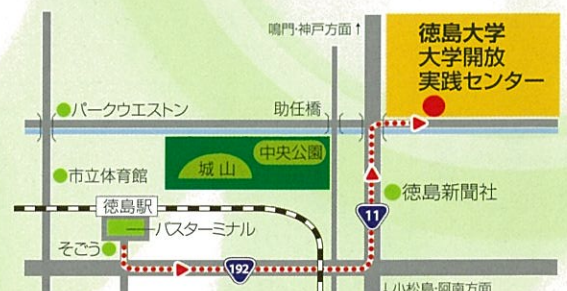 鳴門・神戸方面↑
徳島大学
大学開放
実践センター
パークウエストン
助任橋
中央公園
城山
市立体育館
徳島新聞社
徳島駅
11
バスターミナル
そごう
192
↓小松島・阿南方面